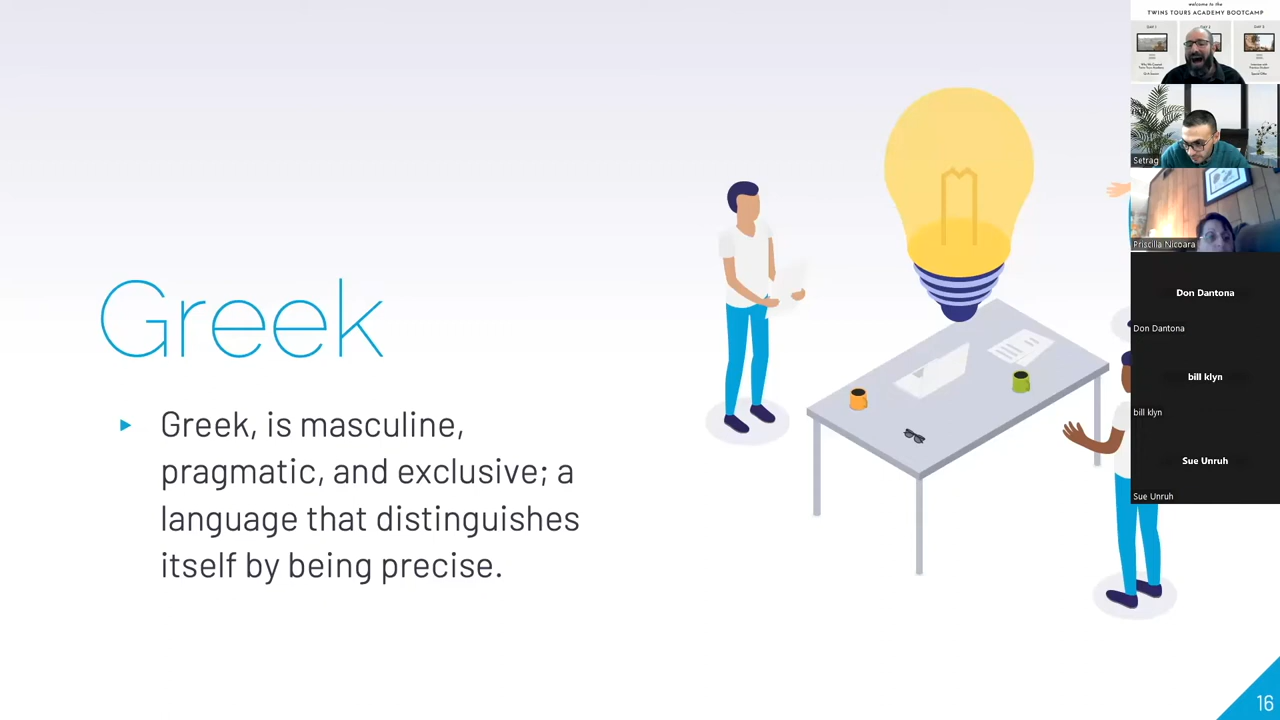 Greek
Greek, is masculine,
pragmatic, and exclusive; a
language that distinguishes
itself by being precise.
16
welcome to the
TWINS TOURS ACADEMY BOOTCAMP
Setrag
Priscilla Nicoara
Don Dantona
Don Dantona
bill klyn
bill klyn
Sue Unruh
Sue Unruh